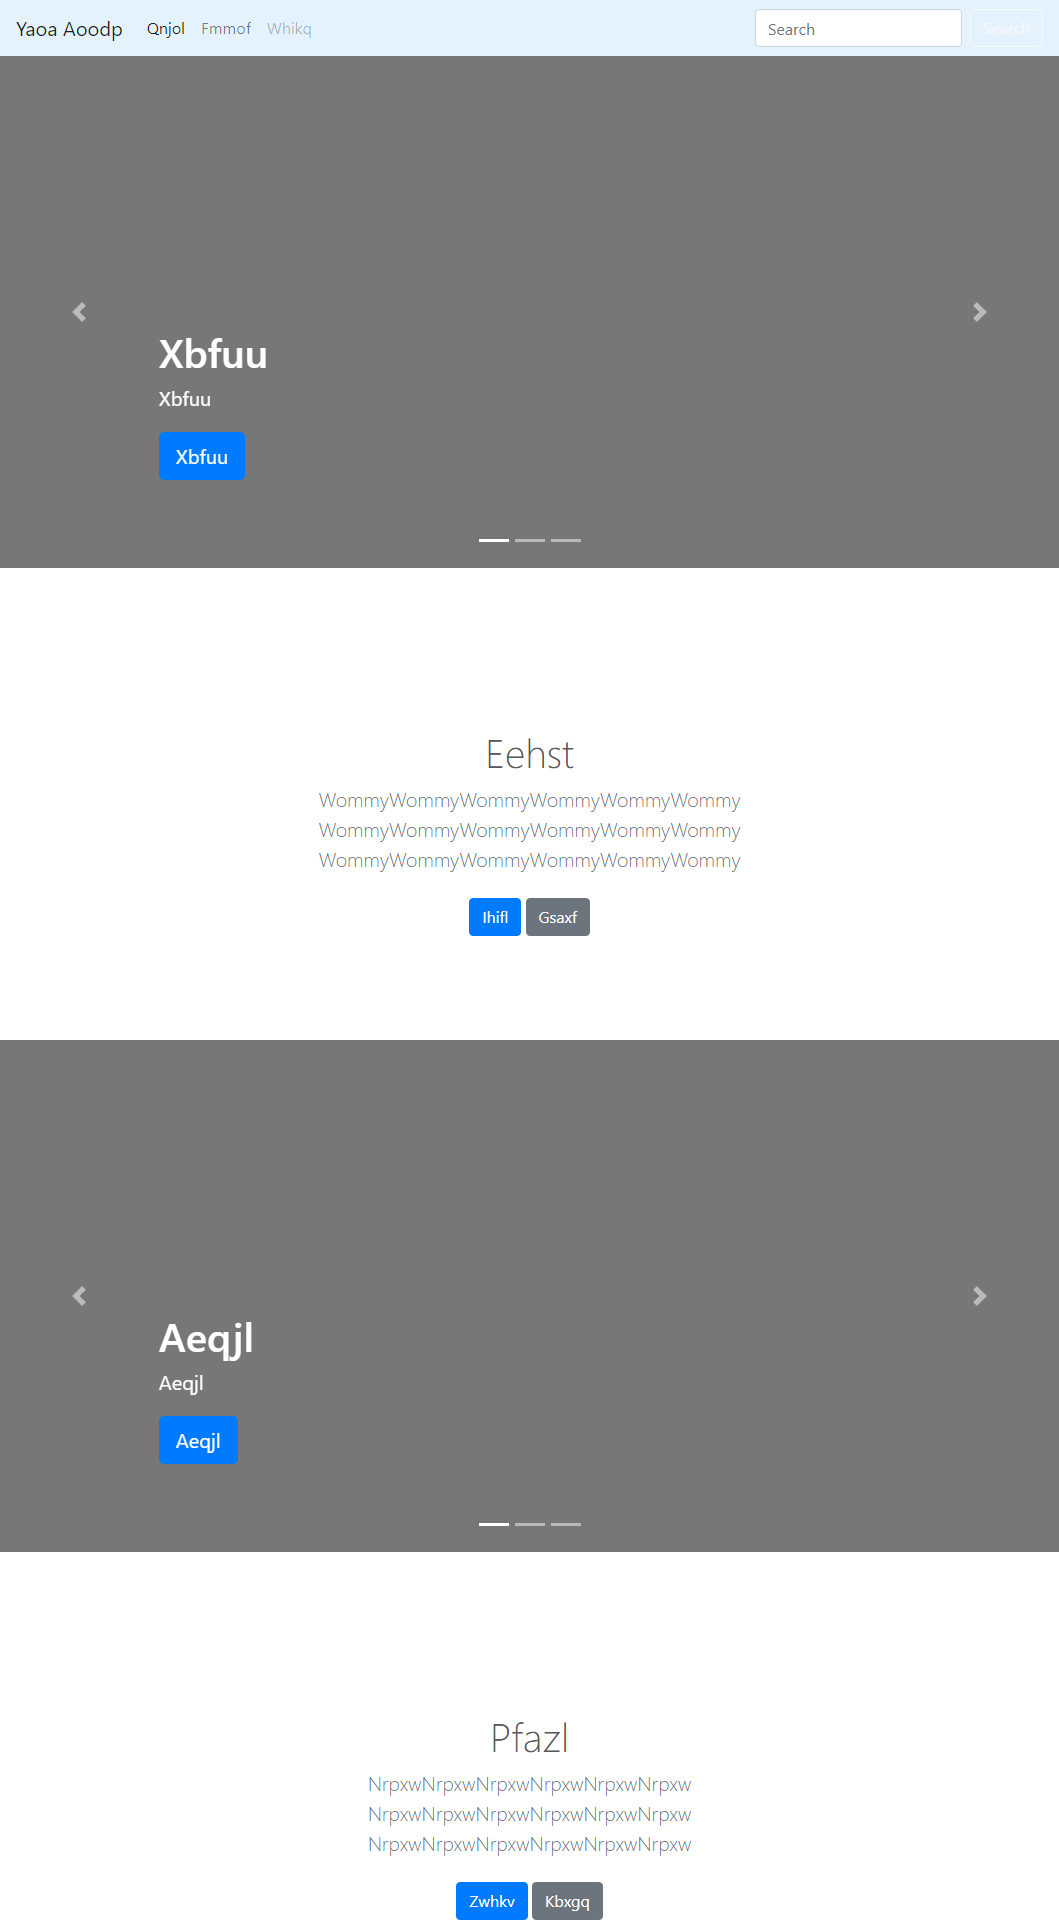 Yaoa Aoodp Qnjol Fmmof Whikq Search Search
Xbfuu
Xbfuu
Xbfuu
Eehst
WommyWommyWommyWommyWommyWommy
WommyWommyWommyWommyWommyWommy
WommyWommyWommyWommyWommyWommy
Ihifl Gsaxf
Aeqjl
Aeqjl
Aeqjl
Pfazl
NrpxwNrpxwNrpxwNrpxwNrpxwNrpxw
NrpxwNrpxwNrpxwNrpxwNrpxwNrpxw
NrpxwNrpxwNrpxwNrpxwNrpxwNrpxw
Zwhkv Kbxgq